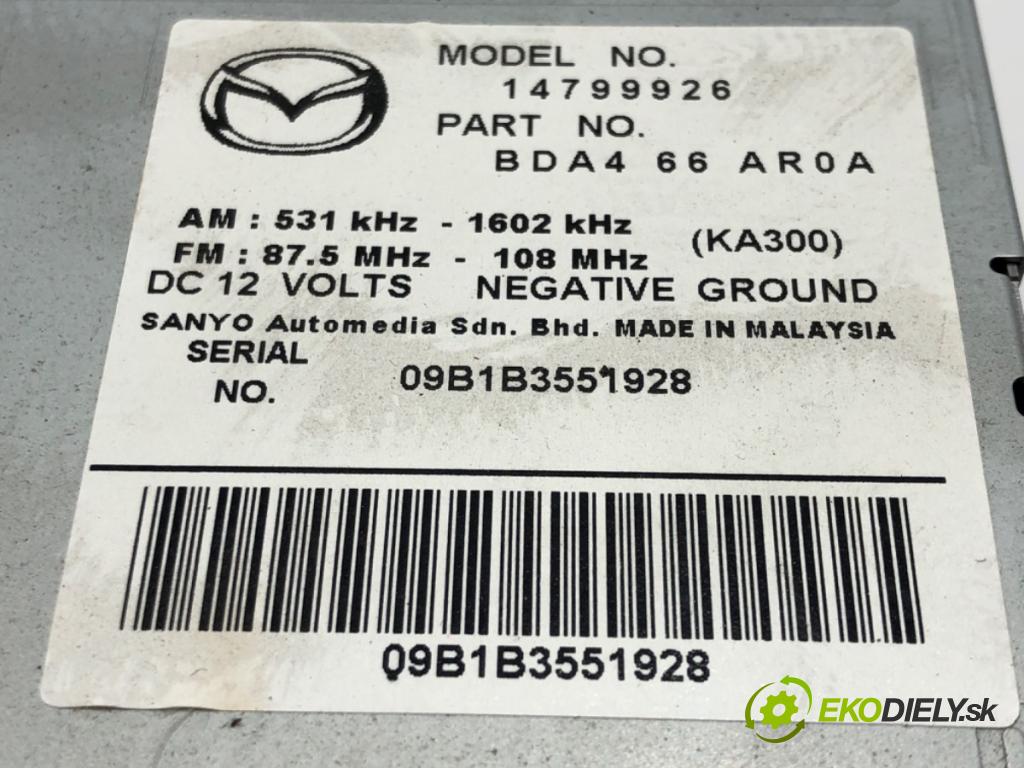 MODEL NO.
14799926
PART NO.
BDA4 66 AR0A
AM : 531 kHz - 1602 kHz
FM : 87.5 MHz - 108 MHz
(KA300)
DC 12 VOLTS NEGATIVE GROUND
SANYO Automedia Sdn. Bhd. MADE IN MALAYSIA
SERIAL
NO.
09B1B3551928
09B1B3551928
EKODIELY.sk